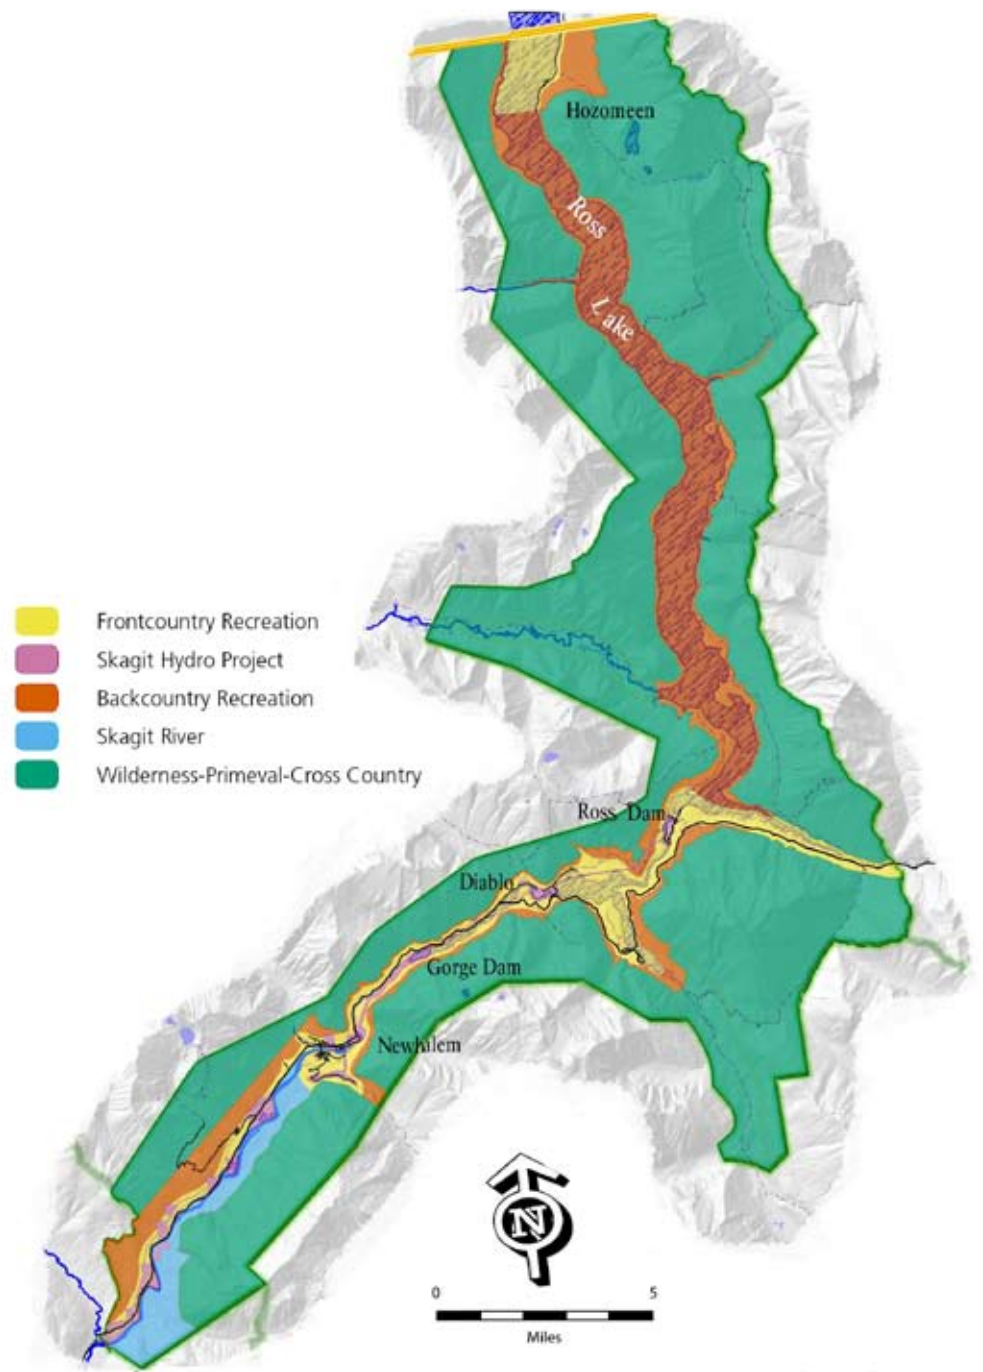 Hozomeen
Ross
Lake
Frontcountry Recreation
Skagit Hydro Project
Backcountry Recreation
Skagit River
Wilderness-Primeval-Cross Country
Ross Dam
Diablo
Gorge Dam
Newhalem
N
0 5
Miles